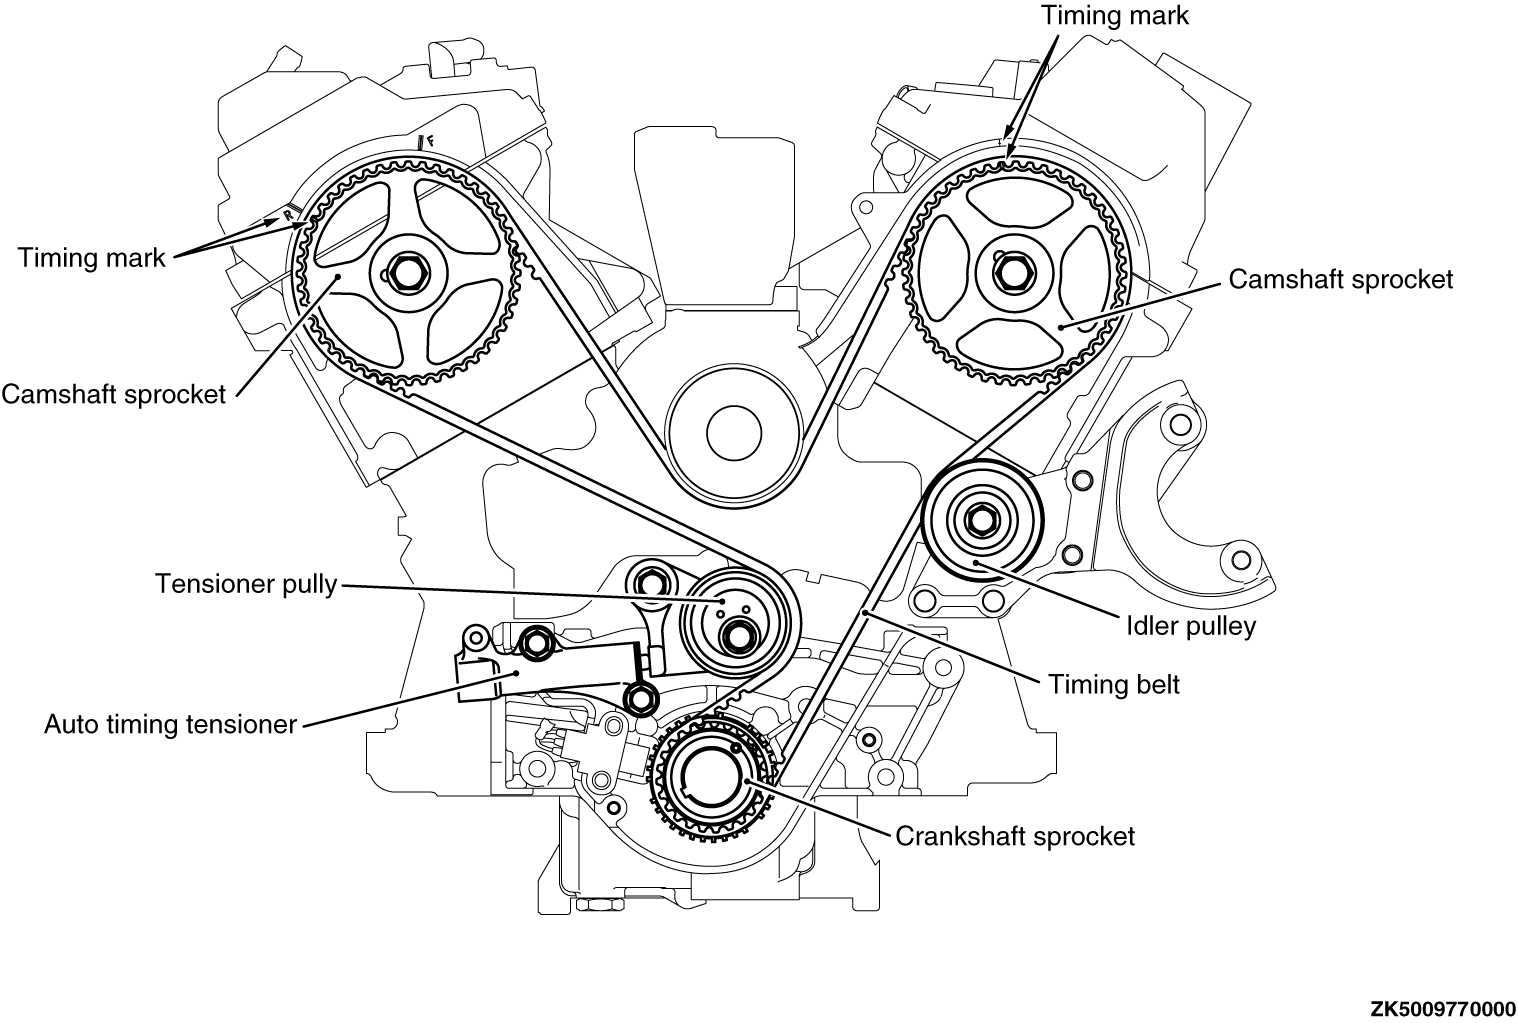 Timing mark
F
R
Timing mark
Camshaft sprocket
Camshaft sprocket
Tensioner pully
Idler pulley
Timing belt
Auto timing tensioner
Crankshaft sprocket
ZK5009770000